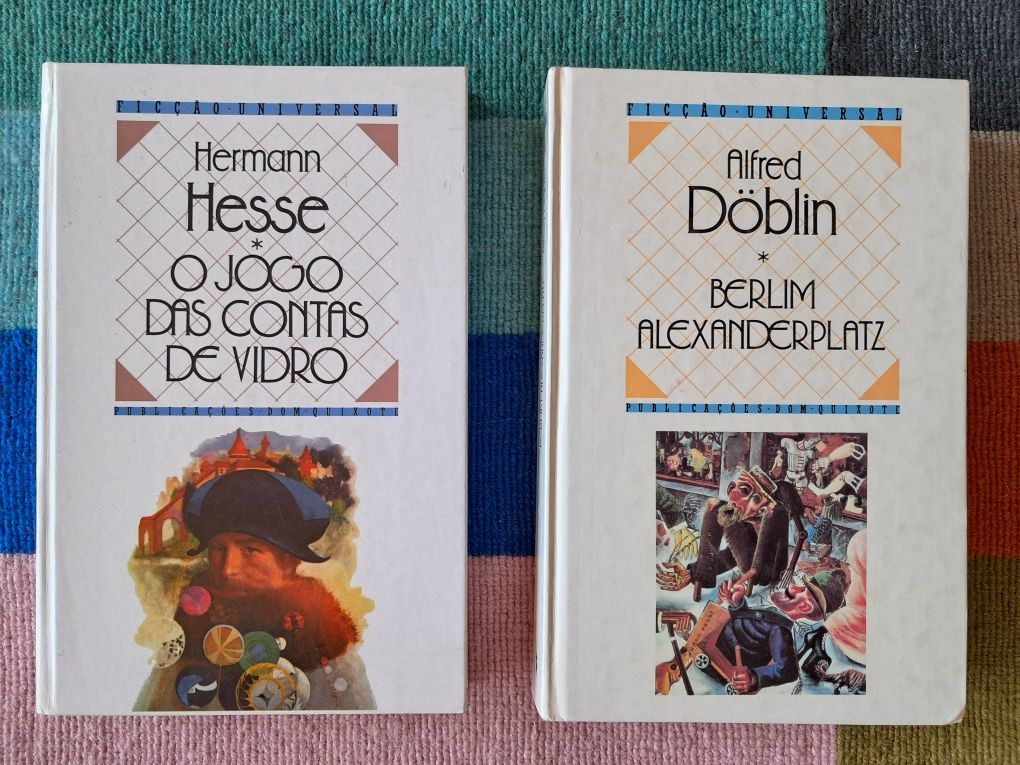 FICÇÃO·UNIVERSAL
Hermann
Hesse
*
O JOGO
DAS CONTAS
DE VIDRO
PUBLICAÇÕES·DOM·QUIXOTE
FICÇÃO·UNIVERSAL
Alfred
Döblin
*
BERLIM
ALEXANDERPLATZ
PUBLICAÇÕES·DOM·QUIXOTE